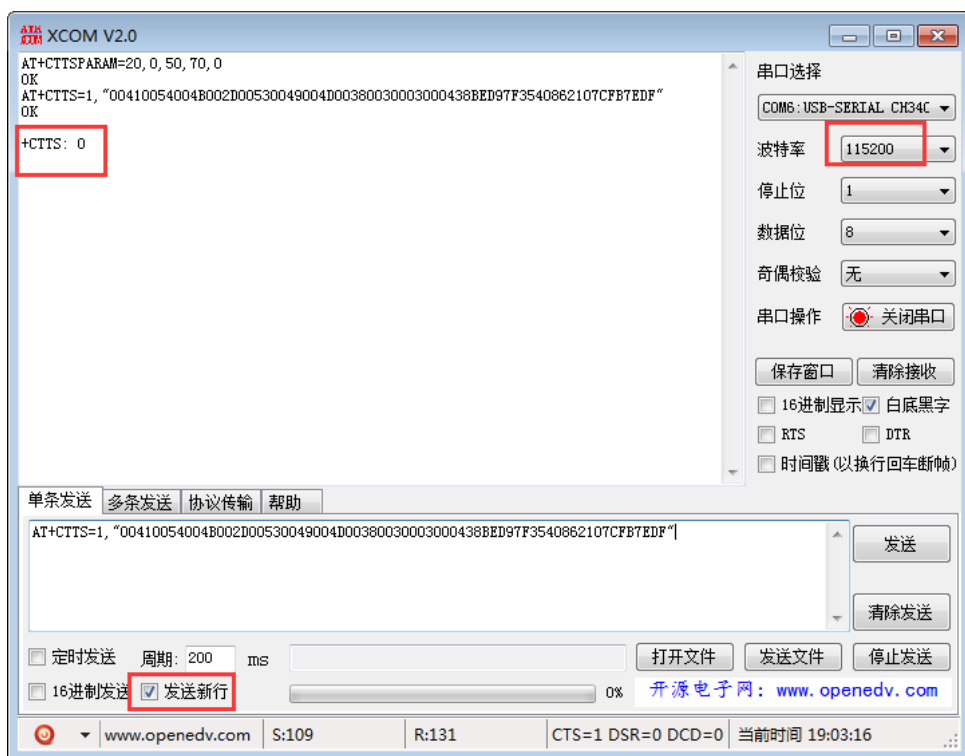 ATK
COM XCOM V2.0
AT+CTTSPARAM=20,0,50,70,0
OK
AT+CTTS=1,"00410054004B002D00530049004D00380030003000438BED97F3540862107CFB7EDF"
OK
+CTTS: 0
串口选择
COM6:USB-SERIAL CH340
波特率 115200
停止位 1
数据位 8
奇偶校验 无
串口操作 关闭串口
保存窗口 清除接收
16进制显示 白底黑字
RTS DTR
时间戳(以换行回车断帧)
单条发送 多条发送 协议传输 帮助
AT+CTTS=1,"00410054004B002D00530049004D00380030003000438BED97F3540862107CFB7EDF"
发送
清除发送
定时发送 周期: 200 ms 打开文件 发送文件 停止发送
16进制发送 发送新行 0% 开源电子网: www.openedv.com
www.openedv.com S:109 R:131 CTS=1 DSR=0 DCD=0 当前时间 19:03:16